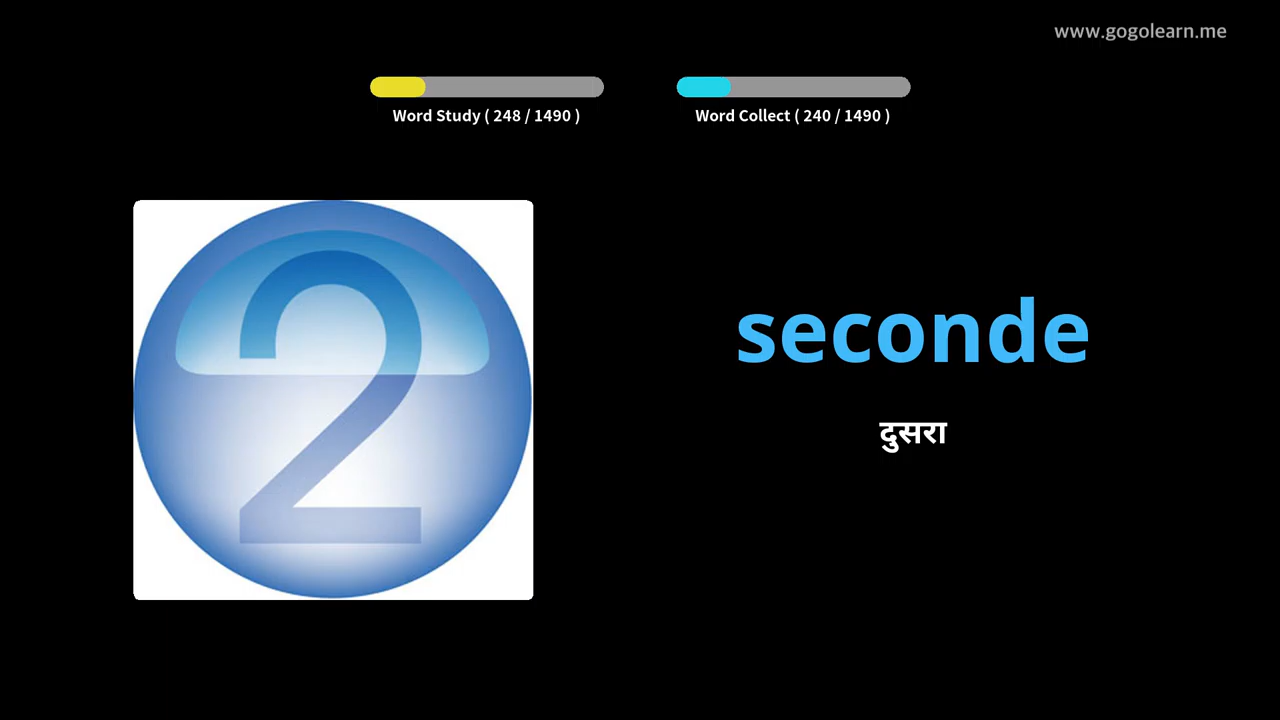 www.gogolearn.me
Word Study ( 248 / 1490 )
Word Collect ( 240 / 1490 )
2
seconde
दुसरा